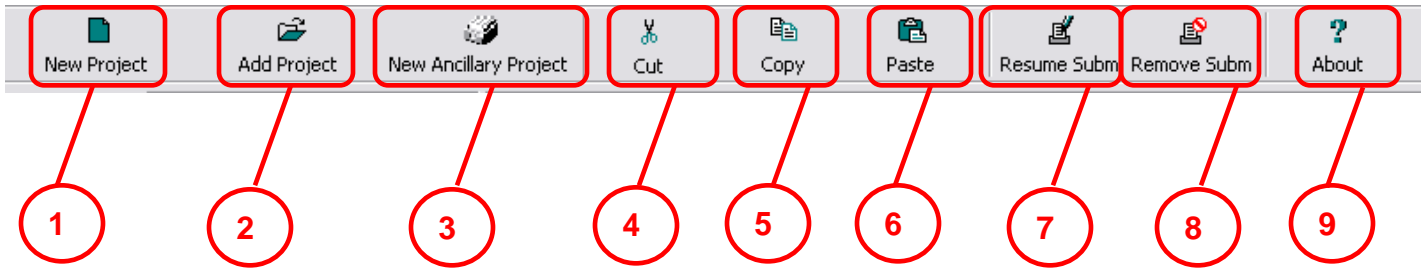 New Project Add Project New Ancillary Project Cut Copy Paste Resume Subm Remove Subm About
1 2 3 4 5 6 7 8 9